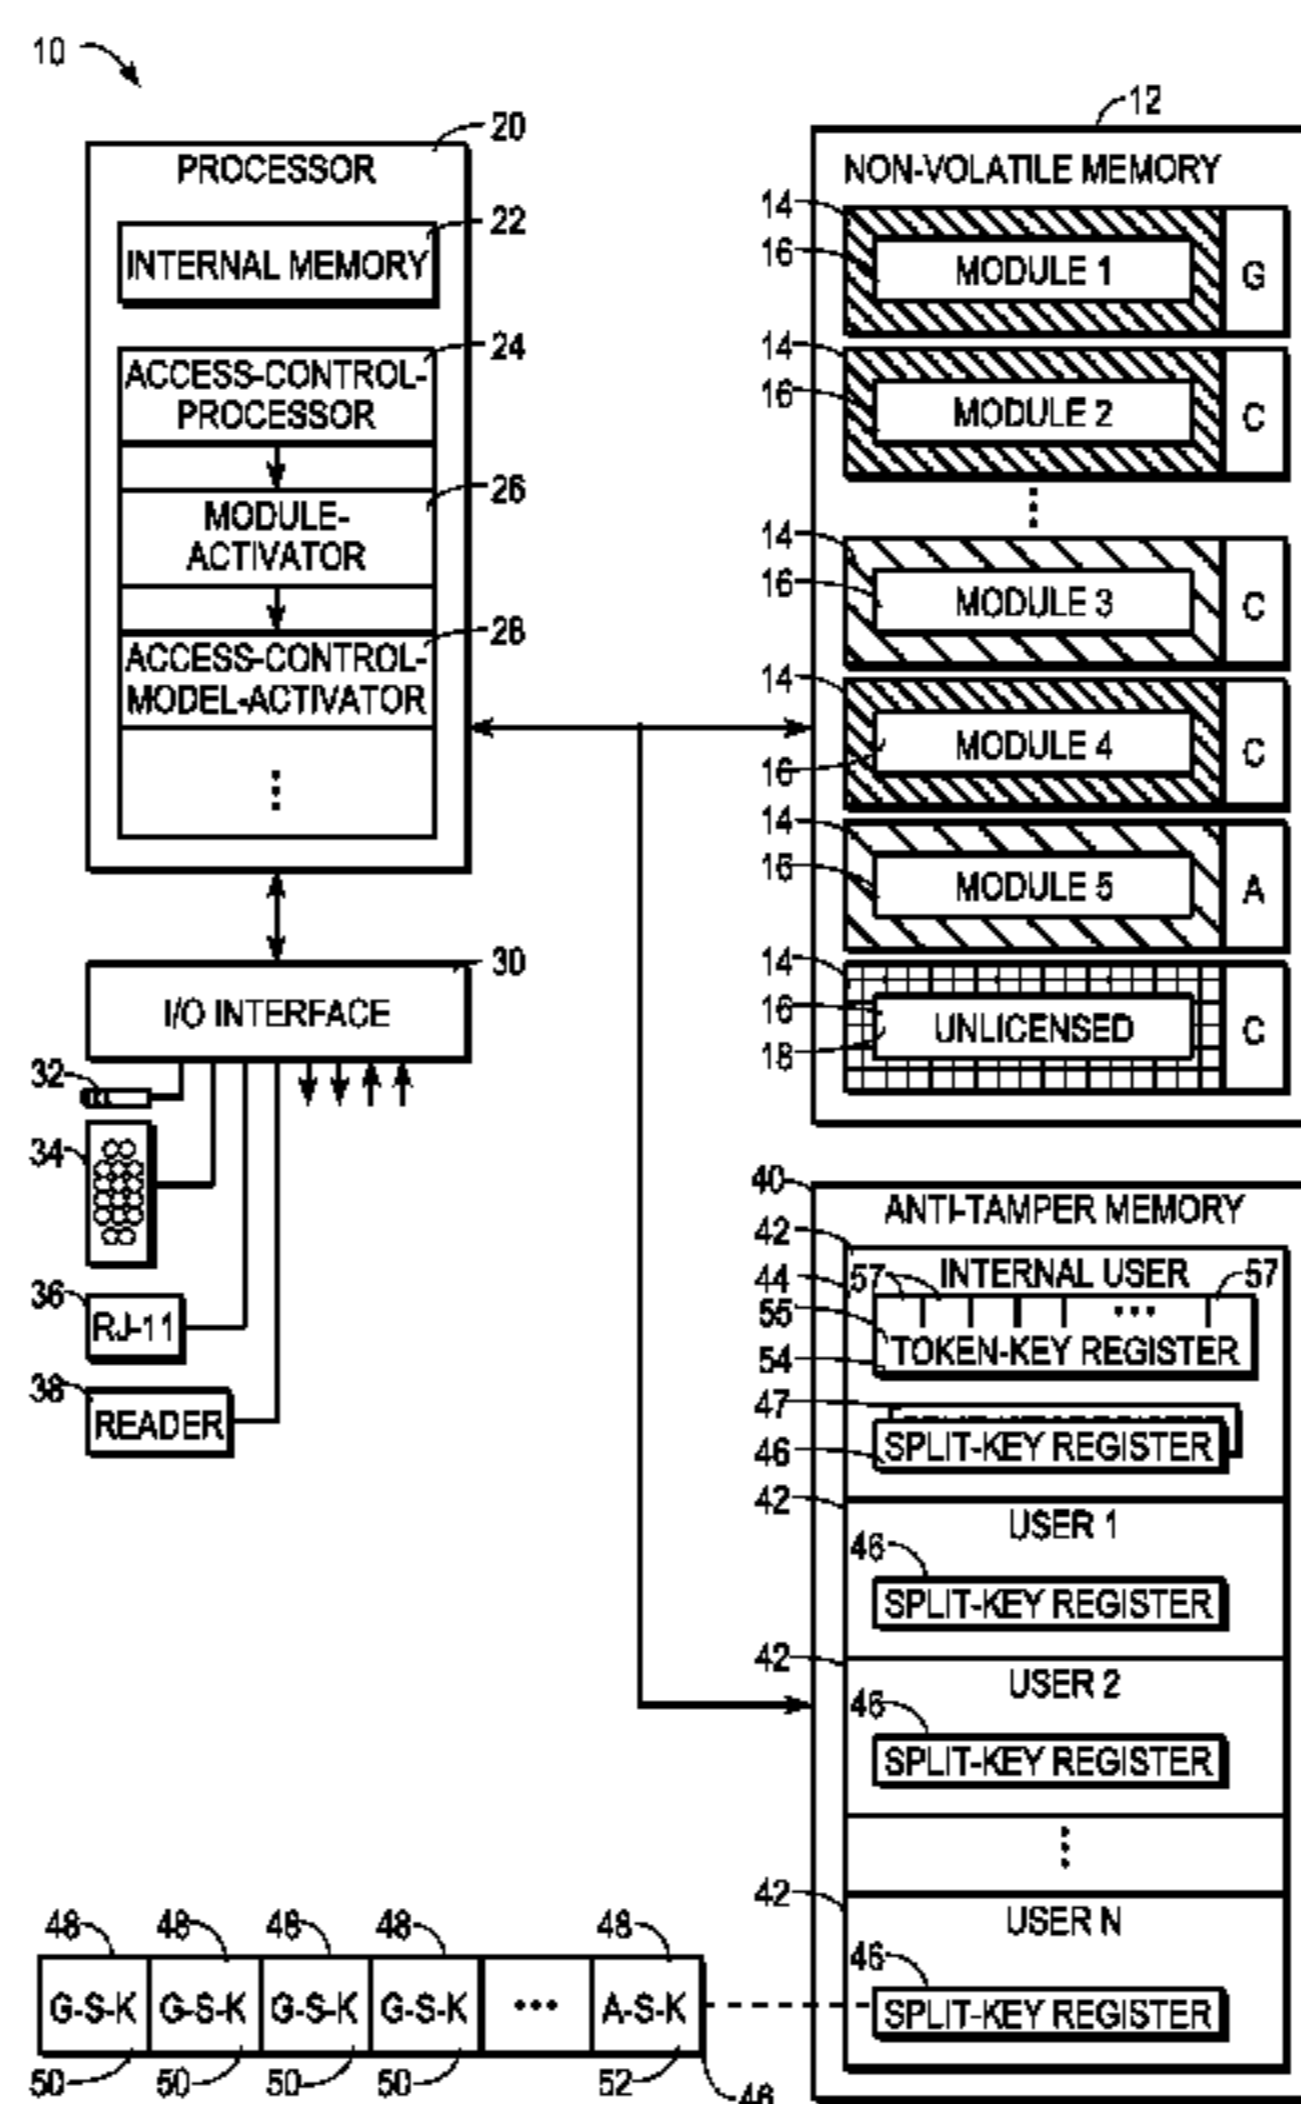 10
20
PROCESSOR
22
INTERNAL MEMORY
24
ACCESS-CONTROL-
PROCESSOR
26
MODULE-
ACTIVATOR
28
ACCESS-CONTROL-
MODEL-ACTIVATOR
30
I/O INTERFACE
32
34
36
RJ-11
38
READER
12
NON-VOLATILE MEMORY
14
16
MODULE 1
G
14
16
MODULE 2
C
14
16
MODULE 3
C
14
16
MODULE 4
C
14
16
MODULE 5
A
14
16
18
UNLICENSED
C
40
ANTI-TAMPER MEMORY
42
INTERNAL USER
44
57
57
55
54
TOKEN-KEY REGISTER
47
46
SPLIT-KEY REGISTER
42
USER 1
46
SPLIT-KEY REGISTER
42
USER 2
46
SPLIT-KEY REGISTER
42
USER N
46
SPLIT-KEY REGISTER
48 48 48 48 48
G-S-K G-S-K G-S-K G-S-K ••• A-S-K
50 50 50 50 52 46